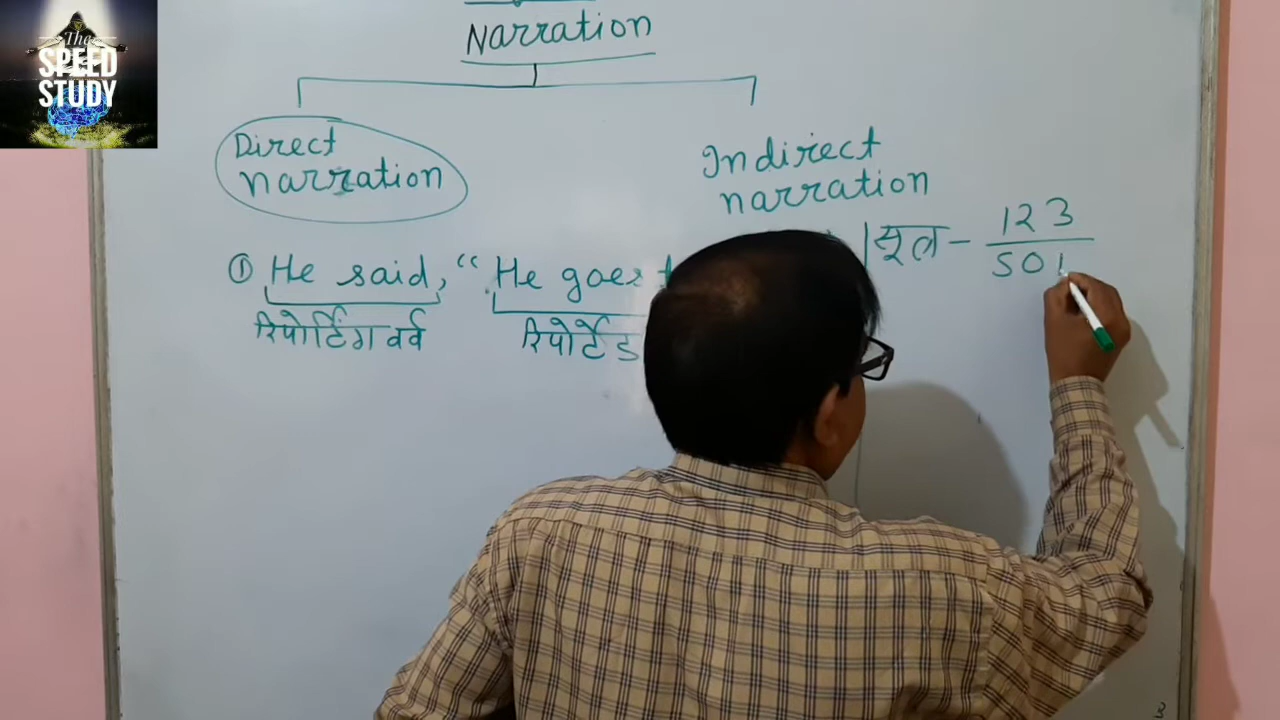 The
SPEED
STUDY
Narration
Direct
narration
Indirect
narration
सूत्र - 123
501
① He said, “He goes
रिपोर्टिंग वर्व
रिपोर्टेड